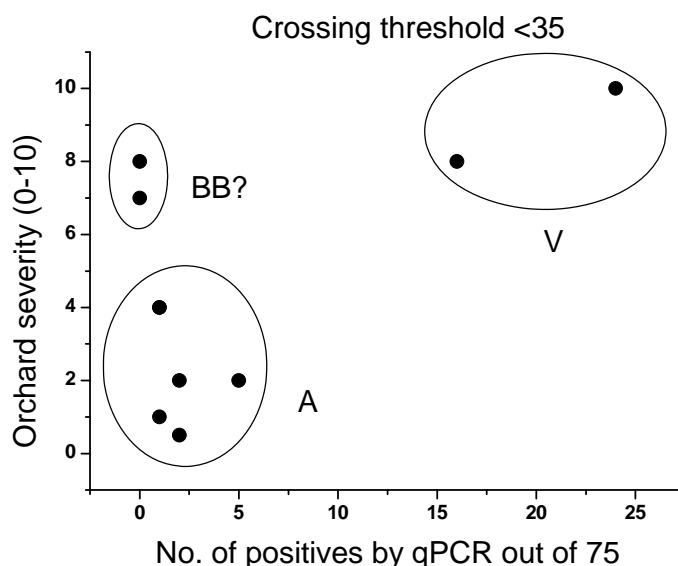 Crossing threshold <35
Orchard severity (0-10)
10
8
6
4
2
0
BB?
V
A
0
5
10
15
20
25
No. of positives by qPCR out of 75